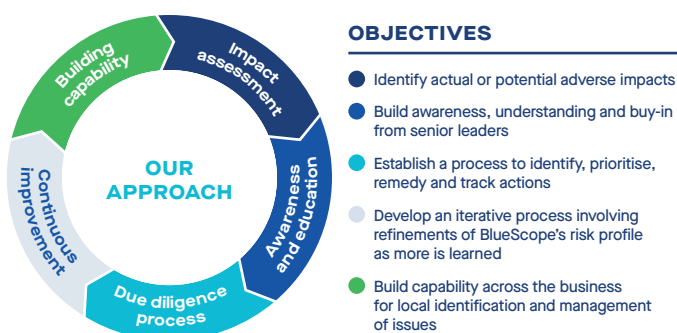 Building
capability
Impact
assessment
Awareness
and education
Due diligence
process
Continuous
improvement
OUR
APPROACH
OBJECTIVES
Identify actual or potential adverse impacts
Build awareness, understanding and buy-in
from senior leaders
Establish a process to identify, prioritise,
remedy and track actions
Develop an iterative process involving
refinements of BlueScope’s risk profile
as more is learned
Build capability across the business
for local identification and management
of issues